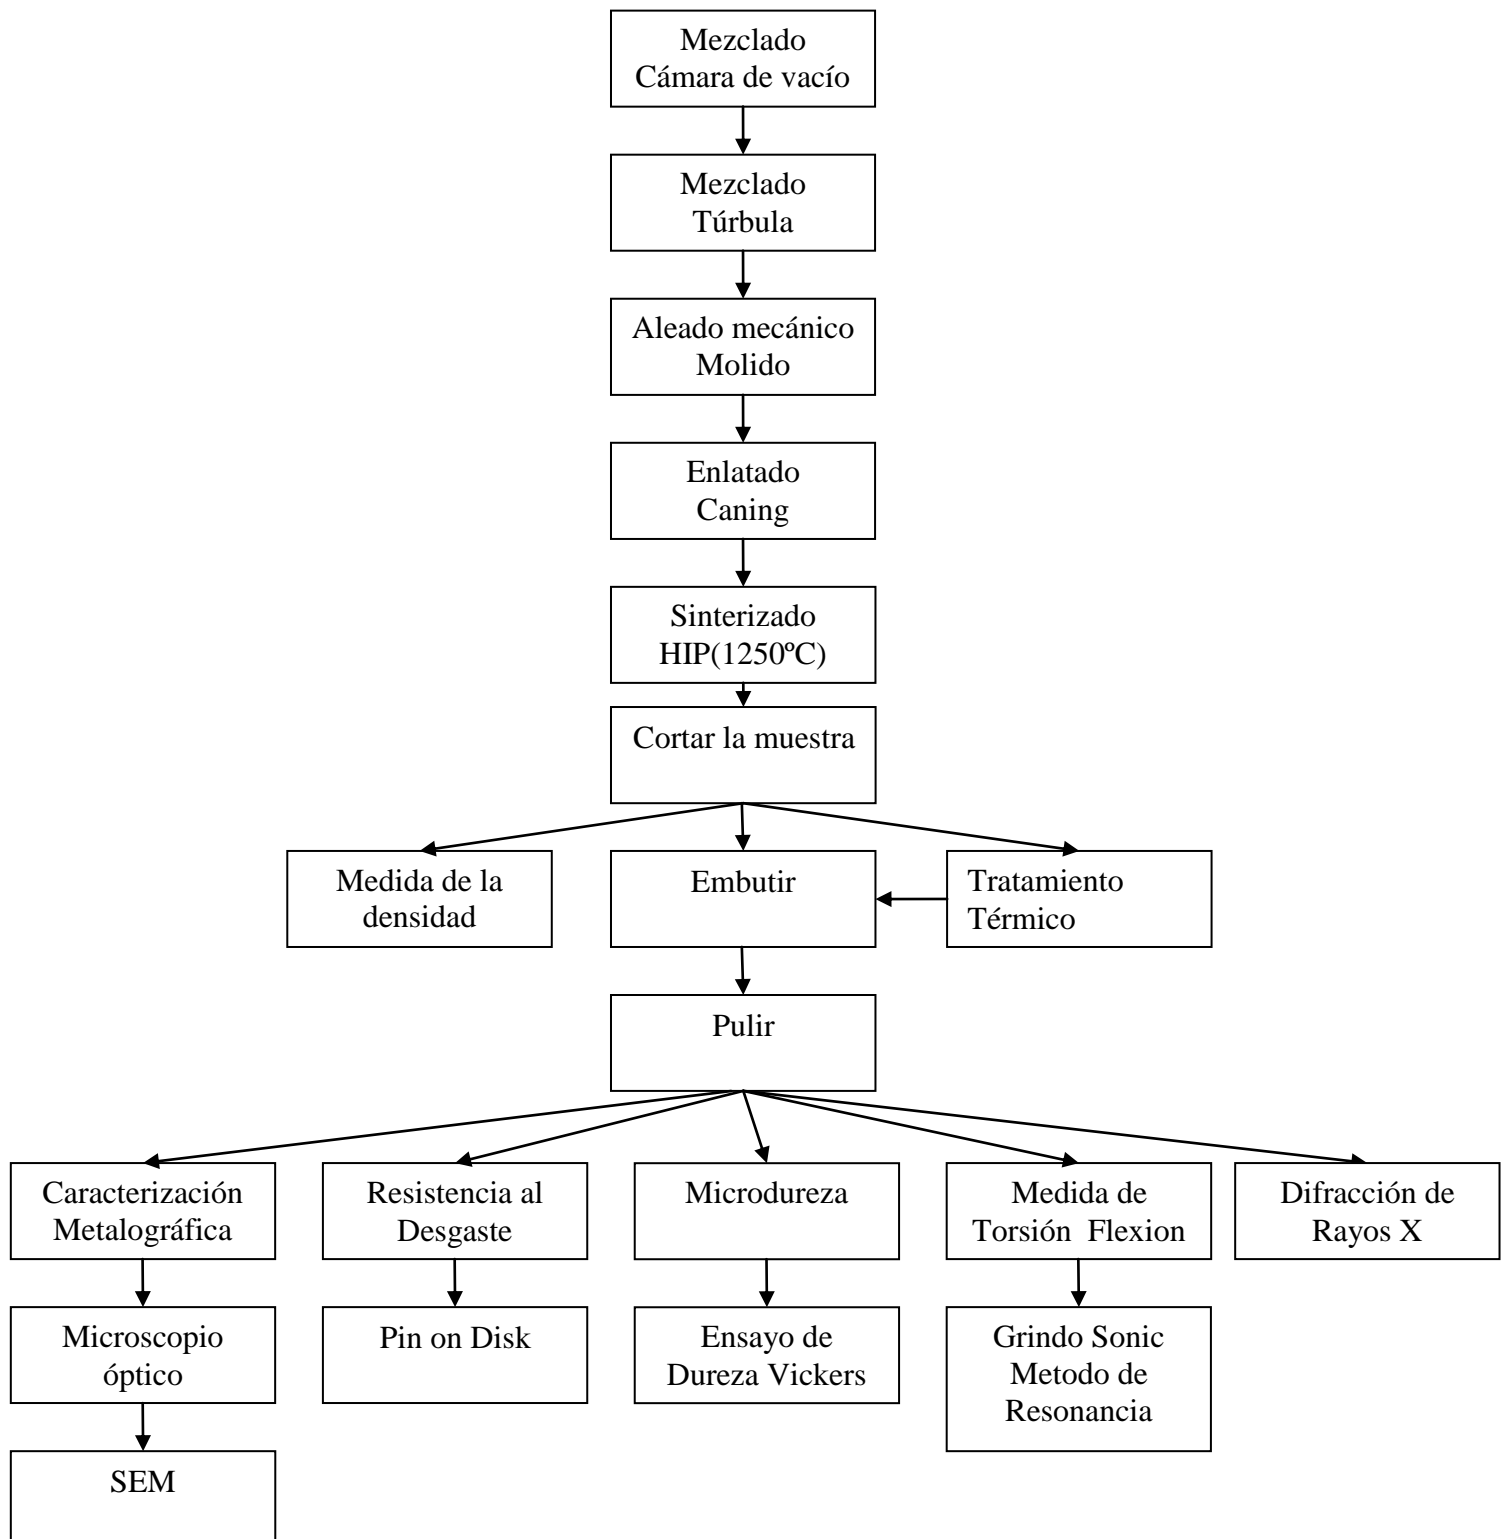 Mezclado
Cámara de vacío
Mezclado
Túrbula
Aleado mecánico
Molido
Enlatado
Caning
Sinterizado
HIP(1250ºC)
Cortar la muestra
Medida de la
densidad
Embutir
Tratamiento
Térmico
Pulir
Caracterización
Metalográfica
Resistencia al
Desgaste
Microdureza
Medida de
Torsión  Flexion
Difracción de
Rayos X
Microscopio
óptico
Pin on Disk
Ensayo de
Dureza Vickers
Grindo Sonic
Metodo de
Resonancia
SEM